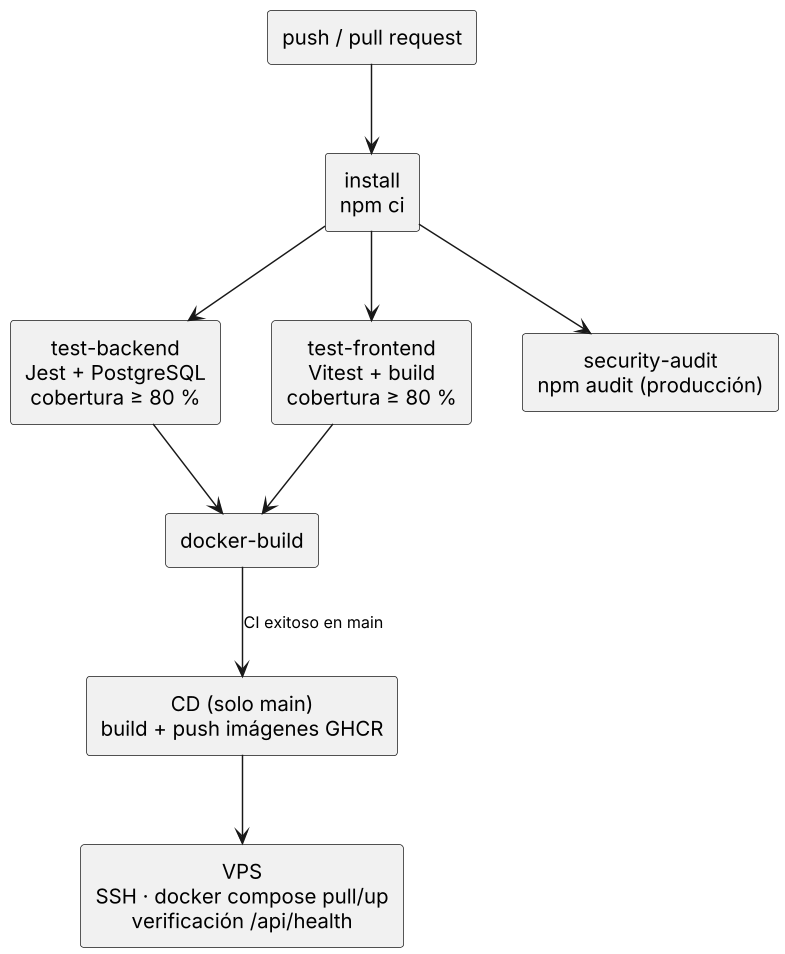 push / pull request
install
npm ci
test-backend
Jest + PostgreSQL
cobertura ≥ 80 %
test-frontend
Vitest + build
cobertura ≥ 80 %
security-audit
npm audit (producción)
docker-build
CI exitoso en main
CD (solo main)
build + push imágenes GHCR
VPS
SSH · docker compose pull/up
verificación /api/health